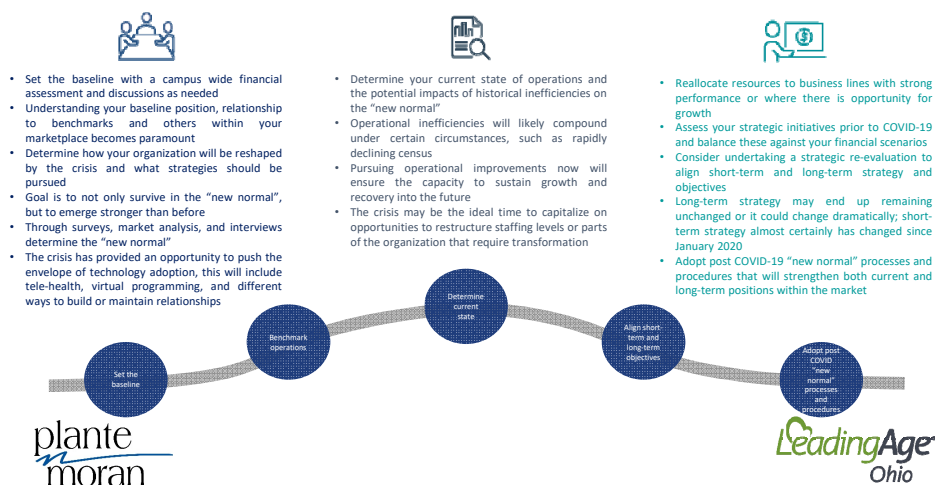 • Set the baseline with a campus wide financial
assessment and discussions as needed
• Understanding your baseline position, relationship
to benchmarks and others within your
marketplace becomes paramount
• Determine how your organization will be reshaped
by the crisis and what strategies should be
pursued
• Goal is to not only survive in the “new normal”,
but to emerge stronger than before
• Through surveys, market analysis, and interviews
determine the “new normal”
• The crisis has provided an opportunity to push the
envelope of technology adoption, this will include
tele-health, virtual programming, and different
ways to build or maintain relationships
• Determine your current state of operations and
the potential impacts of historical inefficiencies on
the “new normal”
• Operational inefficiencies will likely compound
under certain circumstances, such as rapidly
declining census
• Pursuing operational improvements now will
ensure the capacity to sustain growth and
recovery into the future
• The crisis may be the ideal time to capitalize on
opportunities to restructure staffing levels or parts
of the organization that require transformation
• Reallocate resources to business lines with strong
performance or where there is opportunity for
growth
• Assess your strategic initiatives prior to COVID-19
and balance these against your financial scenarios
• Consider undertaking a strategic re-evaluation to
align short-term and long-term strategy and
objectives
• Long-term strategy may end up remaining
unchanged or it could change dramatically; short-
term strategy almost certainly has changed since
January 2020
• Adopt post COVID-19 “new normal” processes and
procedures that will strengthen both current and
long-term positions within the market
Set the
baseline
Benchmark
operations
Determine
current
state
Align short-
term and
long-term
objectives
Adopt post
COVID
“new
normal”
processes
and
procedures
plante
moran
LeadingAge
Ohio